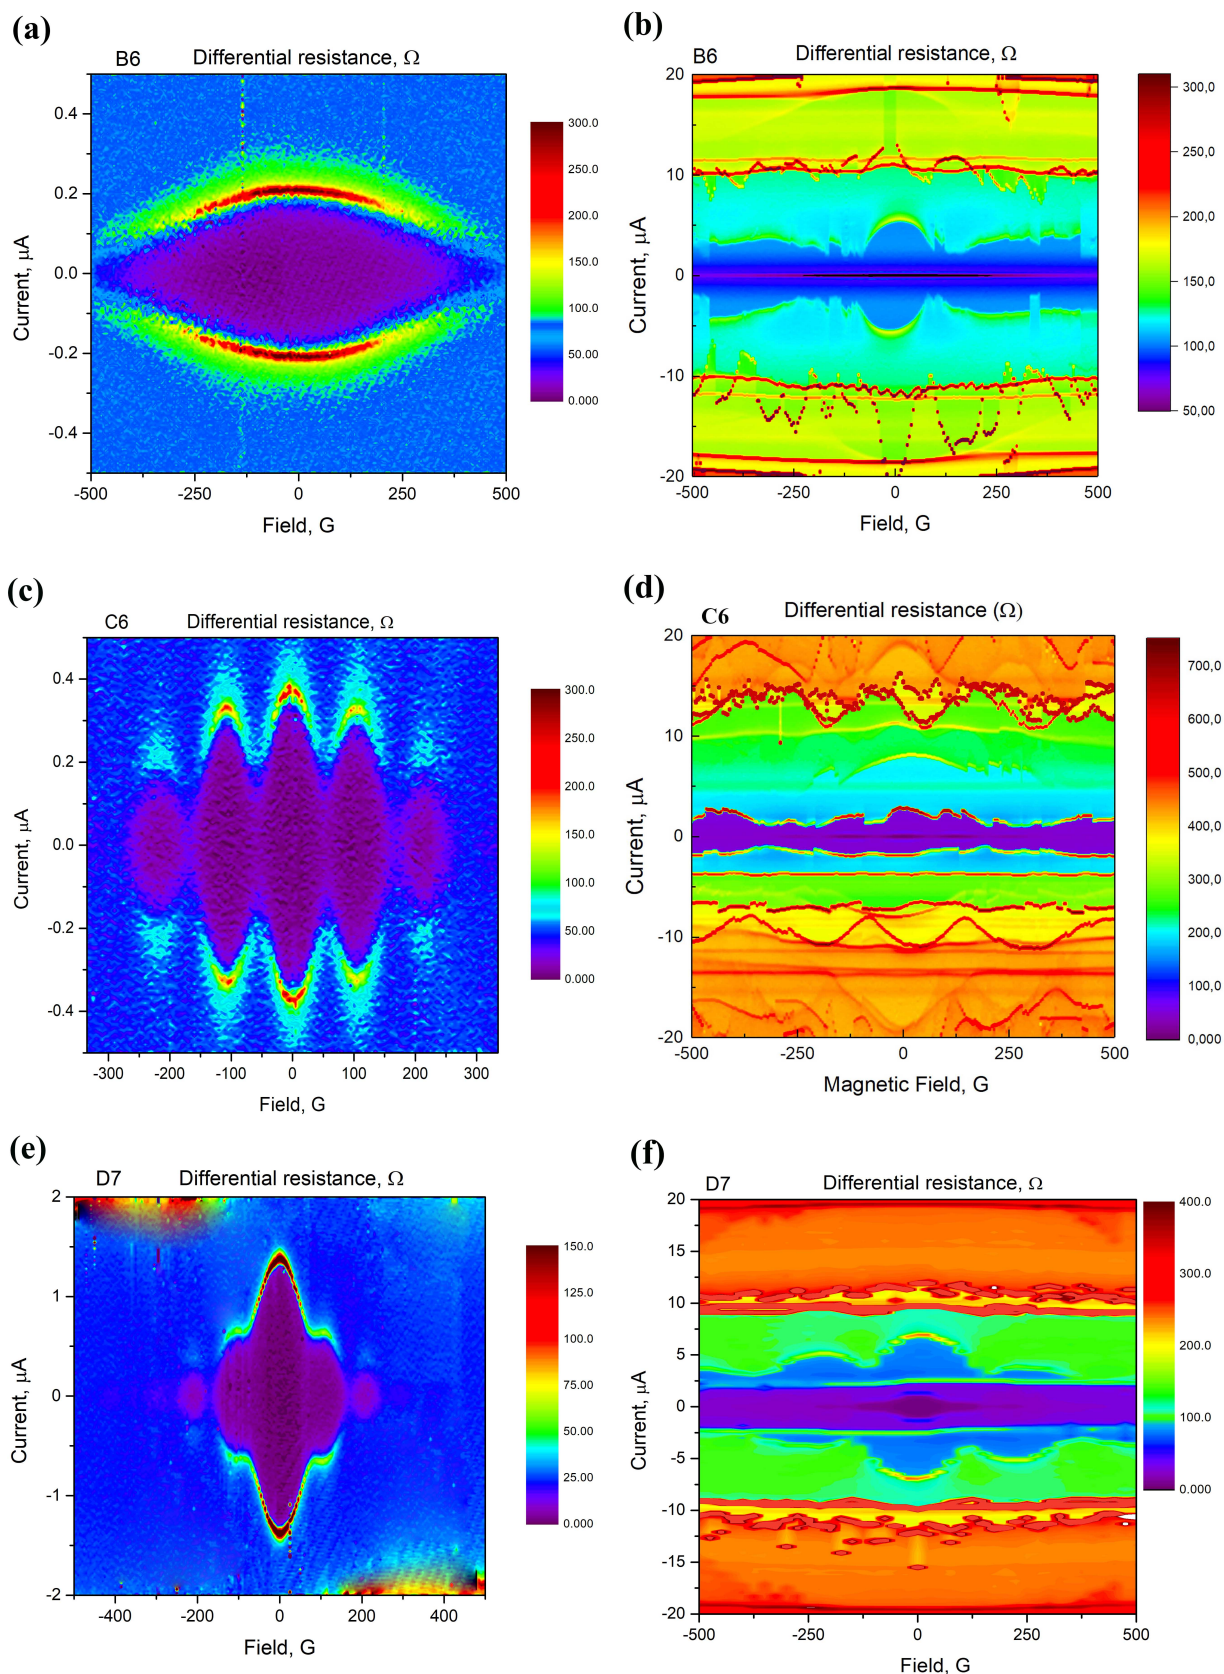 (a)
B6 Differential resistance, Ω
0.4
0.2
0.0
-0.2
-0.4
-500 -250 0 250 500
Current, μA
Field, G
300.0
250.0
200.0
150.0
100.0
50.00
0.000
(b)
B6 Differential resistance, Ω
20
10
0
-10
-20
-500 -250 0 250 500
Current, μA
Field, G
300,0
250,0
200,0
150,0
100,0
50,00
(c)
C6 Differential resistance, Ω
0.4
0.2
0.0
-0.2
-0.4
-300 -200 -100 0 100 200 300
Current, μA
Field, G
300.0
250.0
200.0
150.0
100.0
50.00
0.000
(d)
C6 Differential resistance (Ω)
20
10
0
-10
-20
-500 -250 0 250 500
Current, μA
Magnetic Field, G
700,0
600,0
500,0
400,0
300,0
200,0
100,0
0,000
(e)
D7 Differential resistance, Ω
2
1
0
-1
-2
-400 -200 0 200 400
Current, μA
Field, G
150.0
125.0
100.0
75.00
50.00
25.00
0.000
(f)
D7 Differential resistance, Ω
20
15
10
5
0
-5
-10
-15
-20
-500 -250 0 250 500
Current, μA
Field, G
400.0
300.0
200.0
100.0
0.000